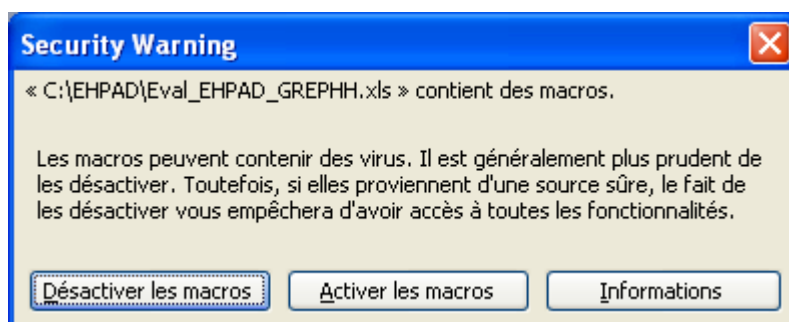 Security Warning
« C:\EHPAD\Eval_EHPAD_GREPHH.xls » contient des macros.
Les macros peuvent contenir des virus. Il est généralement plus prudent de
les désactiver. Toutefois, si elles proviennent d'une source sûre, le fait de
les désactiver vous empêchera d'avoir accès à toutes les fonctionnalités.
Désactiver les macros Activer les macros Informations